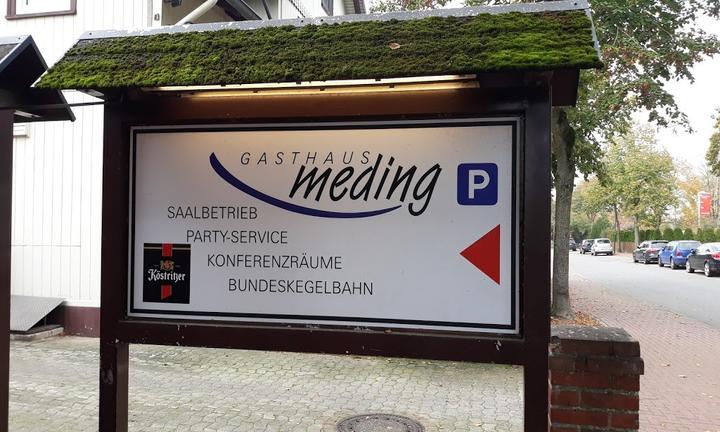 GASTHAUS
meding
P
SAALBETRIEB
PARTY-SERVICE
KONFERENZRÄUME
BUNDESKEGELBAHN
Köstritzer